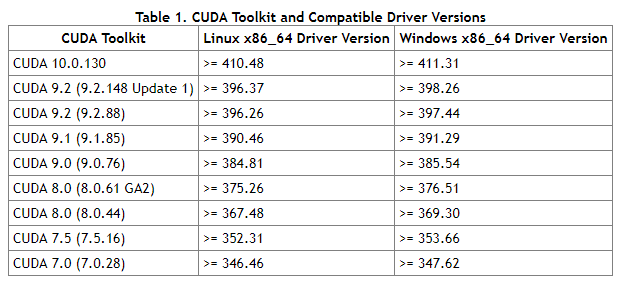 Table 1. CUDA Toolkit and Compatible Driver Versions
CUDA Toolkit Linux x86_64 Driver Version Windows x86_64 Driver Version
CUDA 10.0.130 >= 410.48 >= 411.31
CUDA 9.2 (9.2.148 Update 1) >= 396.37 >= 398.26
CUDA 9.2 (9.2.88) >= 396.26 >= 397.44
CUDA 9.1 (9.1.85) >= 390.46 >= 391.29
CUDA 9.0 (9.0.76) >= 384.81 >= 385.54
CUDA 8.0 (8.0.61 GA2) >= 375.26 >= 376.51
CUDA 8.0 (8.0.44) >= 367.48 >= 369.30
CUDA 7.5 (7.5.16) >= 352.31 >= 353.66
CUDA 7.0 (7.0.28) >= 346.46 >= 347.62